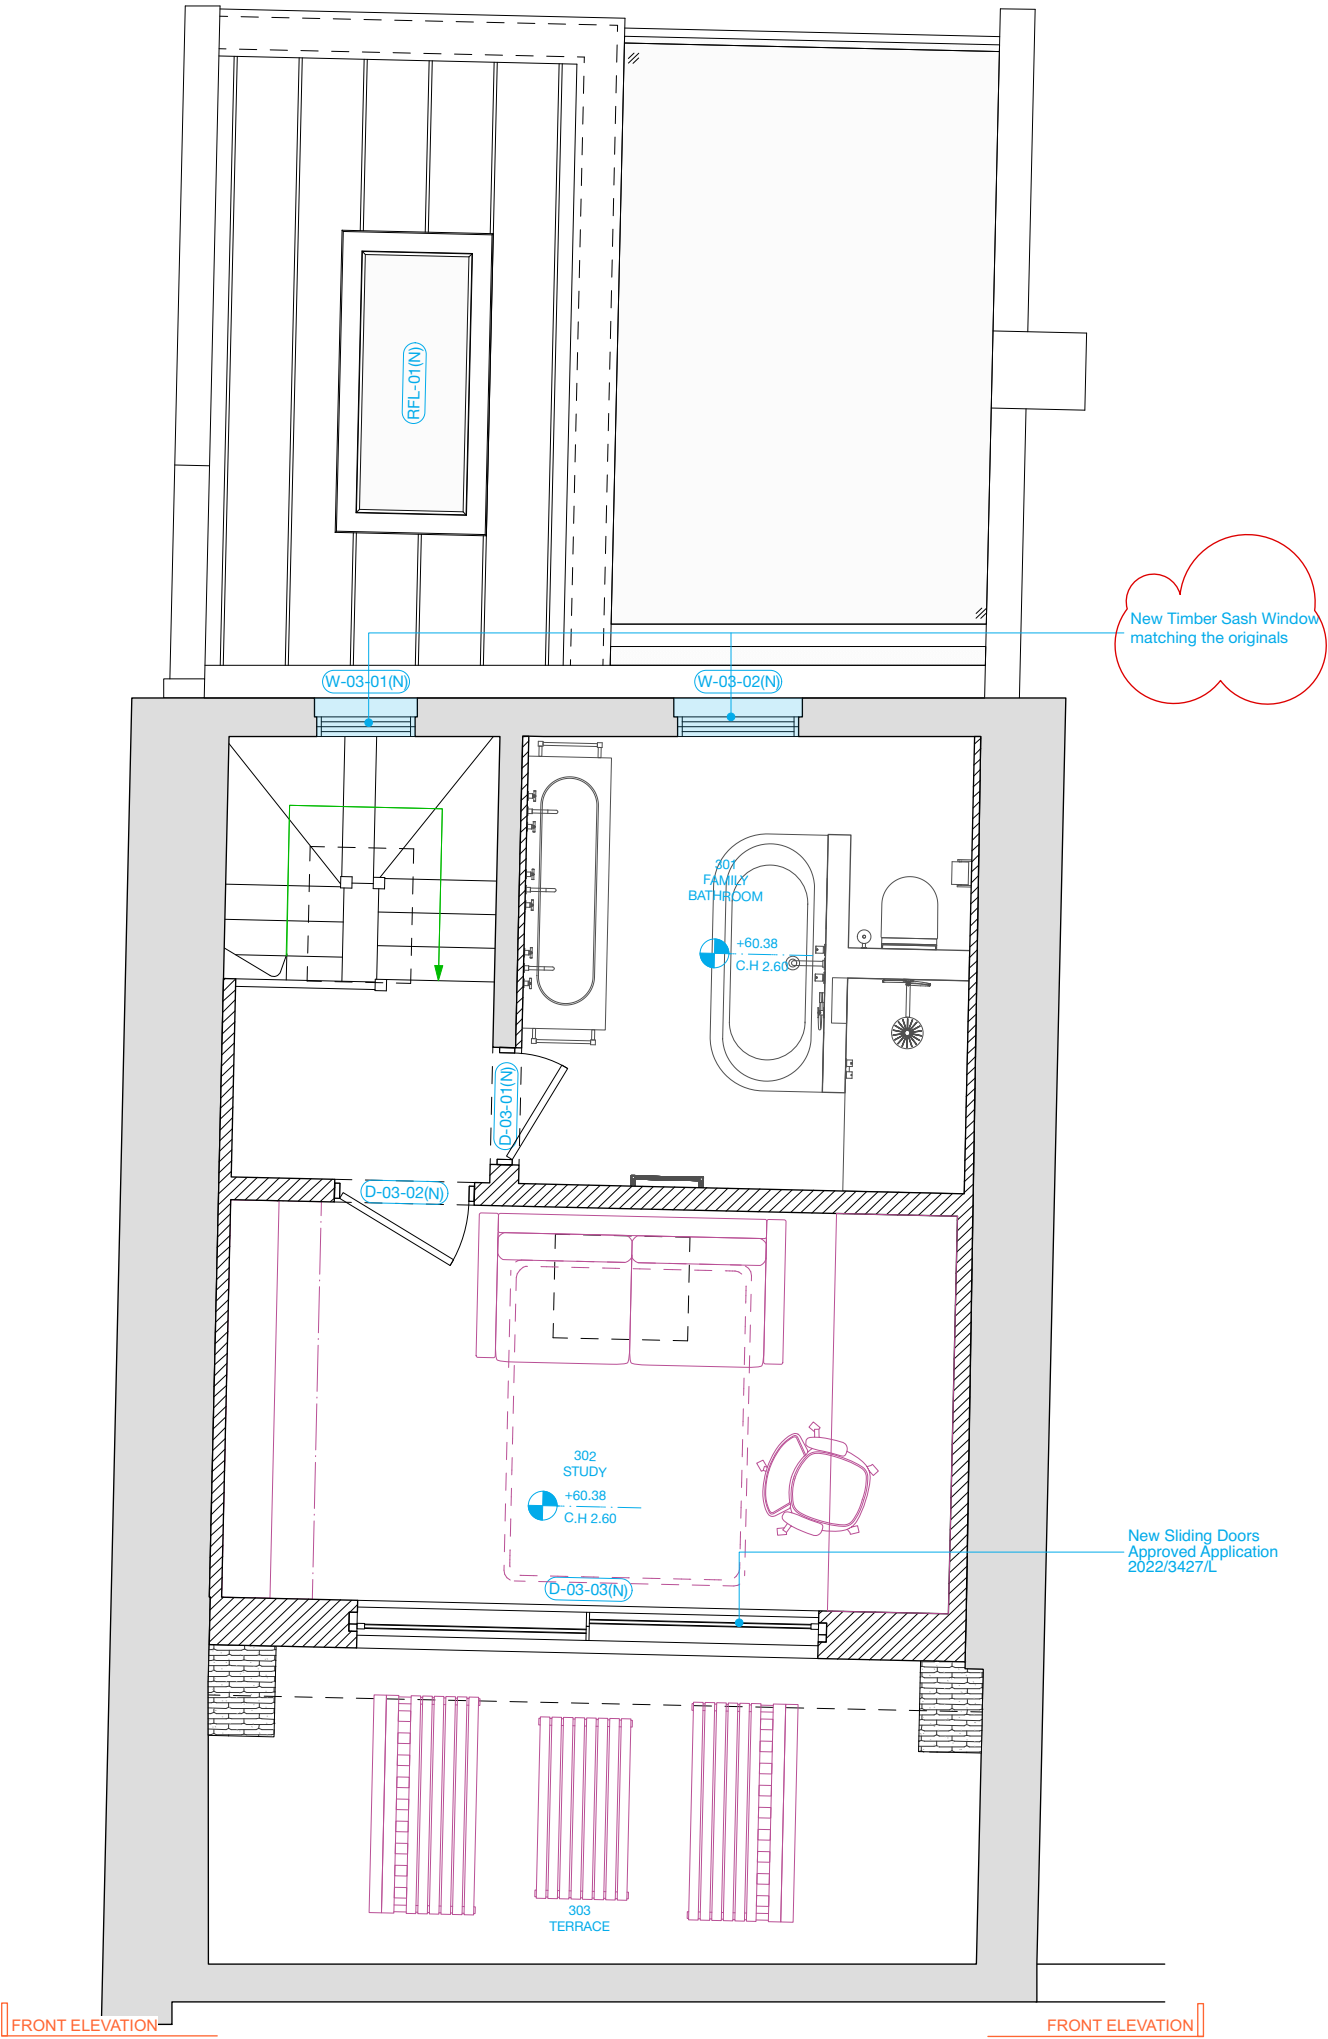 RFL-01(N)
New Timber Sash Window
matching the originals
W-03-01(N)
W-03-02(N)
301
FAMILY
BATHROOM
+60.38
C.H 2.60
D-03-01(N)
D-03-02(N)
302
STUDY
+60.38
C.H 2.60
New Sliding Doors
Approved Application
2022/3427/L
D-03-03(N)
303
TERRACE
FRONT ELEVATION
FRONT ELEVATION